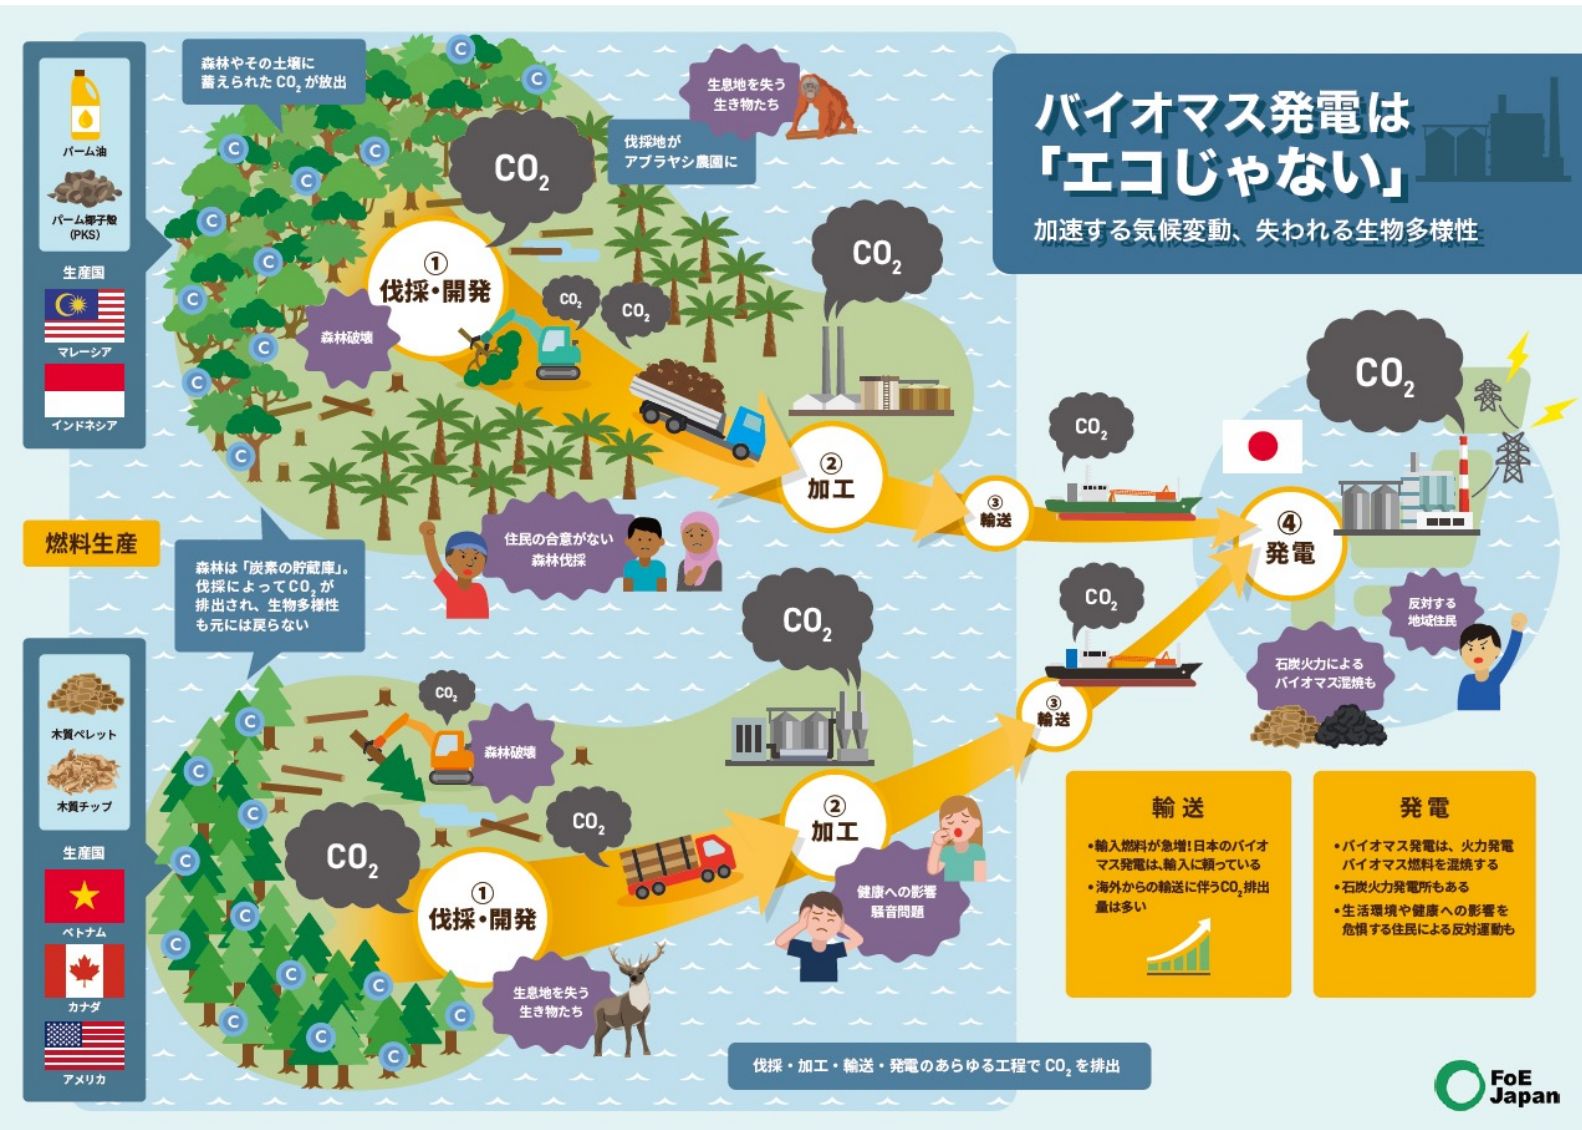 バイオマス発電は
「エコじゃない」
加速する気候変動、失われる生物多様性
パーム油
パーム椰子殻
(PKS)
生産国
マレーシア
インドネシア
森林やその土壌に
蓄えられた CO2 が放出
C
C
C
C
C
C
C
C
C
C
C
CO2
生息地を失う
生き物たち
伐採地が
アブラヤシ農園に
①
伐採・開発
森林破壊
CO2
CO2
CO2
②
加工
③
輸送
CO2
CO2
④
発電
燃料生産
森林は「炭素の貯蔵庫」。
伐採によってCO2が
排出され、生物多様性
も元には戻らない
住民の合意がない
森林伐採
CO2
CO2
反対する
地域住民
石炭火力による
バイオマス混焼も
木質ペレット
木質チップ
生産国
ベトナム
カナダ
アメリカ
C
C
C
C
C
C
C
C
C
C
C
C
CO2
森林破壊
CO2
CO2
①
伐採・開発
②
加工
③
輸送
健康への影響
騒音問題
生息地を失う
生き物たち
輸送
•輸入燃料が急増!日本のバイオ
マス発電は、輸入に頼っている
•海外からの輸送に伴うCO2排出
量は多い
発電
•バイオマス発電は、火力発電
バイオマス燃料を混焼する
•石炭火力発電所もある
•生活環境や健康への影響を
危惧する住民による反対運動も
伐採・加工・輸送・発電のあらゆる工程で CO2 を排出
FoE
Japan